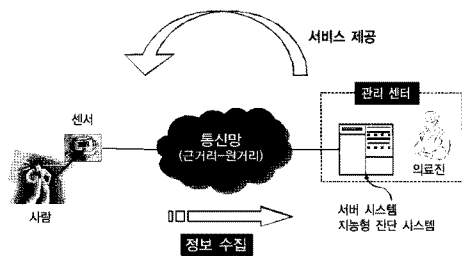 서비스 제공
관리 센터
센서
통신망
(근거리~원거리)
의료진
사람
서버 시스템
지능형 진단 시스템
정보 수집